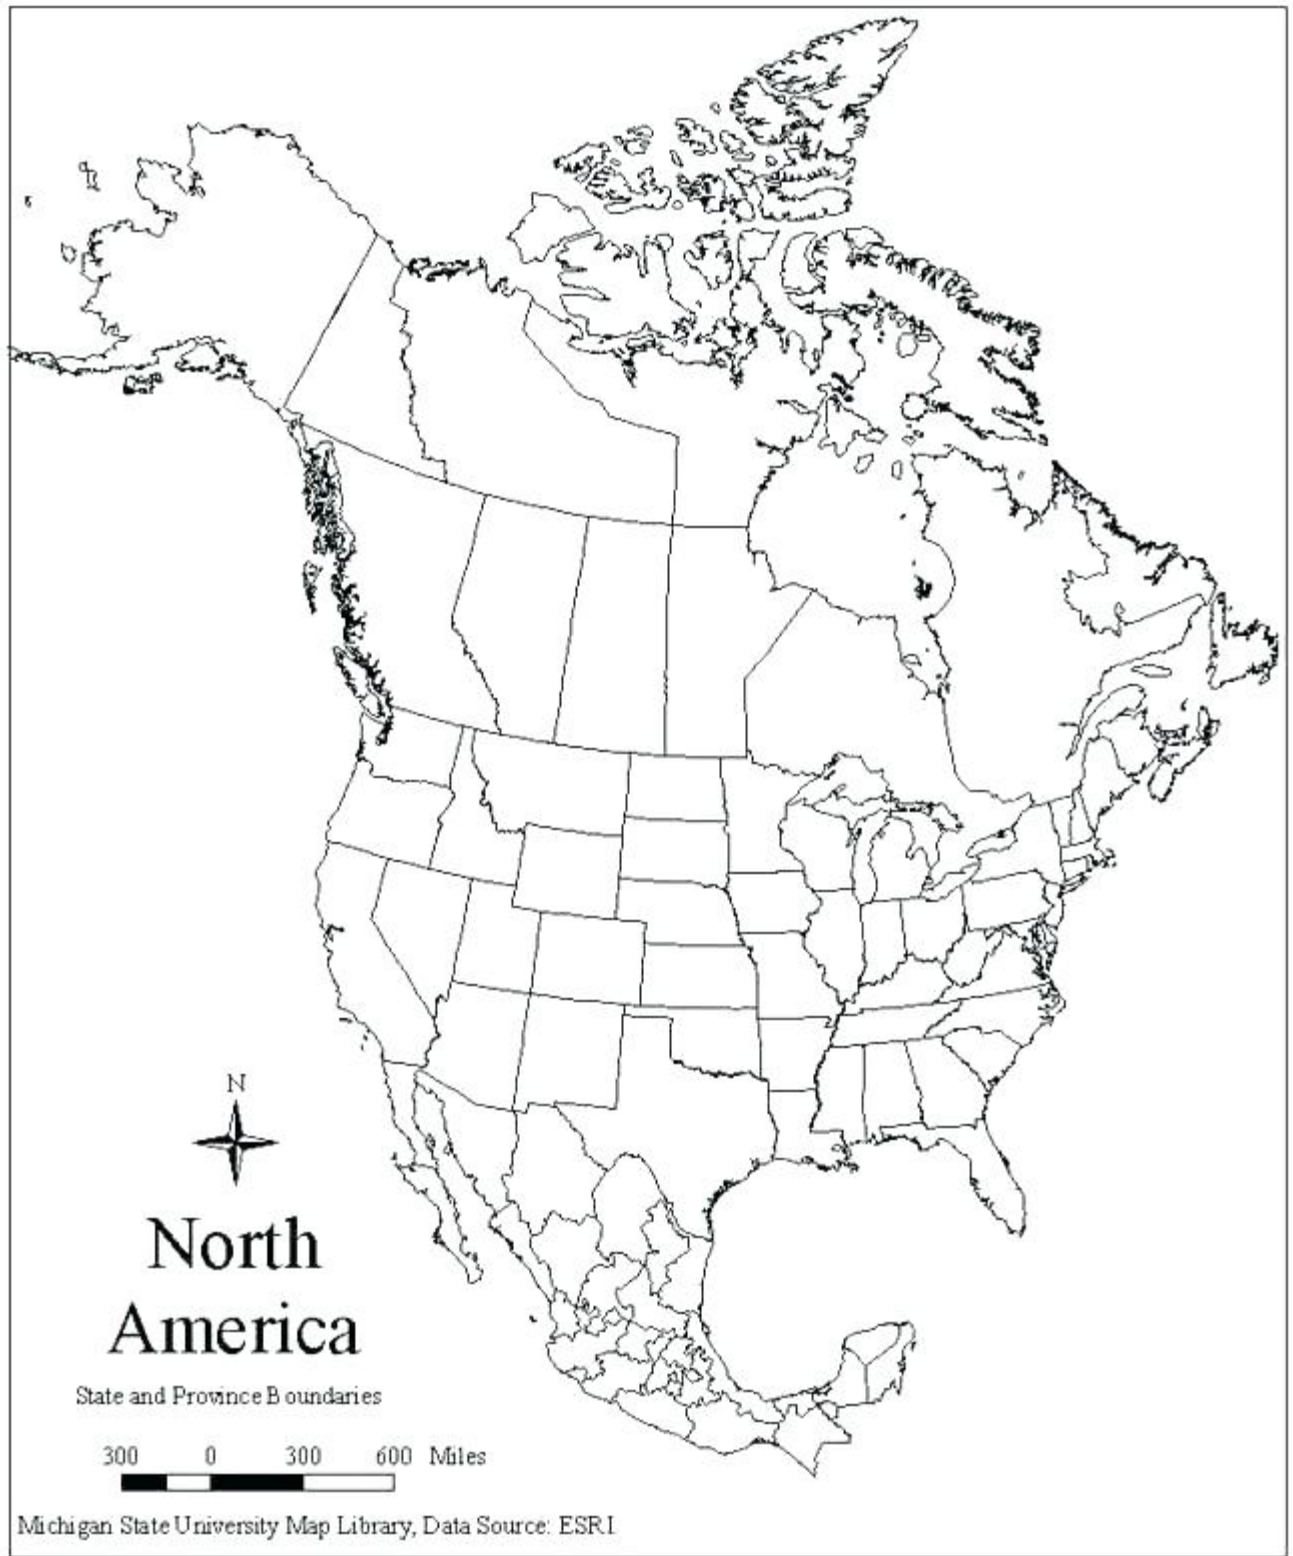 N
North
America
State and Province Boundaries
300 0 300 600 Miles
Michigan State University Map Library, Data Source: ESRI